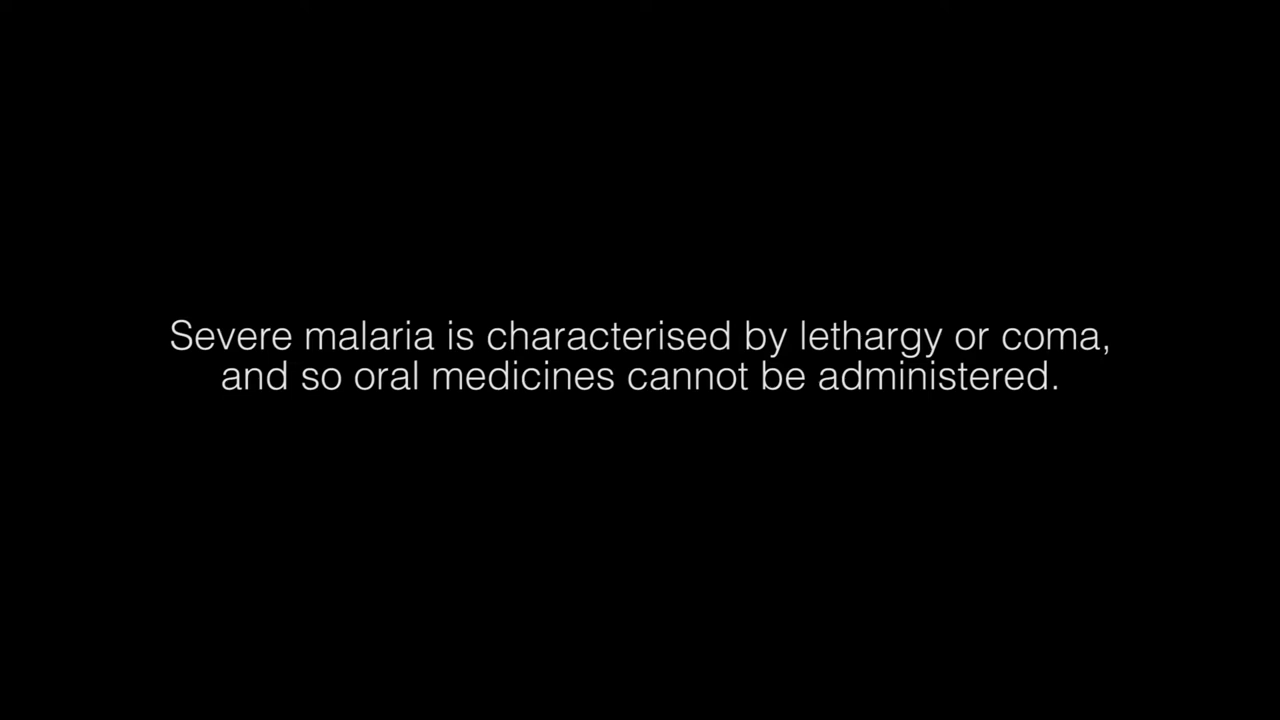 Severe malaria is characterised by lethargy or coma,
and so oral medicines cannot be administered.